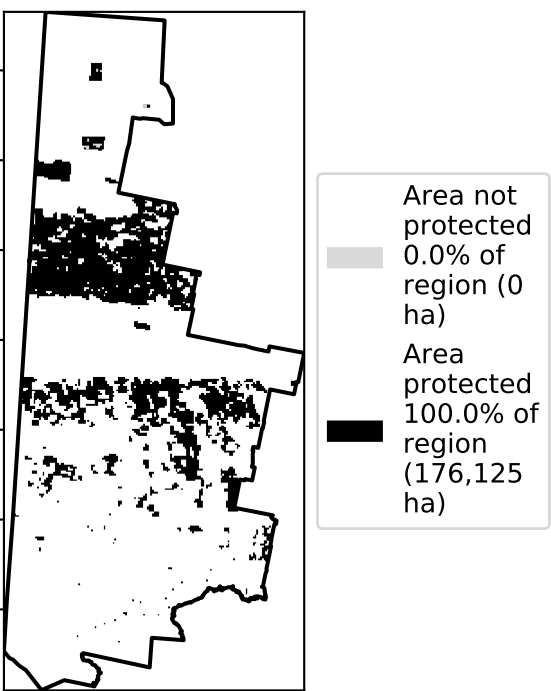 Area not
protected
0.0% of
region (0
ha)
Area
protected
100.0% of
region
(176,125
ha)